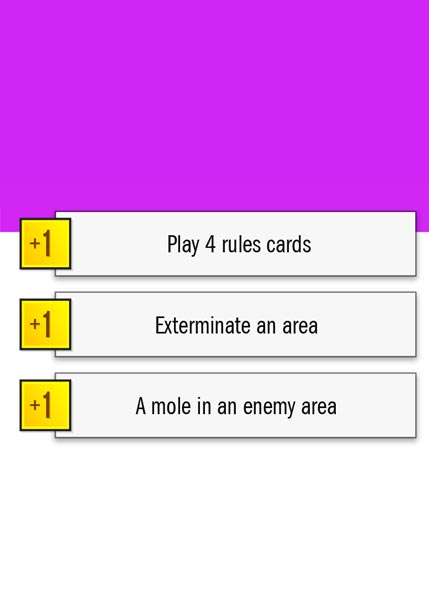 +1 Play 4 rules cards
+1 Exterminate an area
+1 A mole in an enemy area